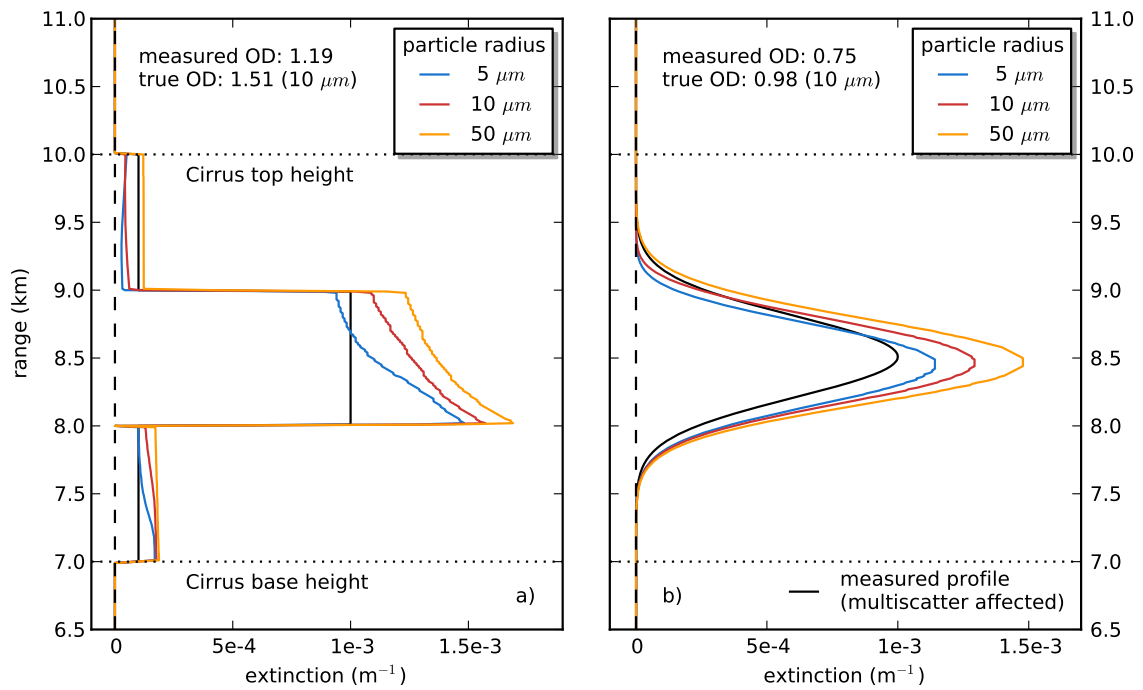 11.0
10.5
10.0
9.5
9.0
8.5
8.0
7.5
7.0
6.5
range (km)
measured OD: 1.19
true OD: 1.51 (10 μm)
particle radius
5 μm
10 μm
50 μm
Cirrus top height
Cirrus base height
a)
0
5e-4
1e-3
1.5e-3
extinction (m⁻¹)
measured OD: 0.75
true OD: 0.98 (10 μm)
particle radius
5 μm
10 μm
50 μm
b)
measured profile
(multiscatter affected)
0
5e-4
1e-3
1.5e-3
extinction (m⁻¹)
11.0
10.5
10.0
9.5
9.0
8.5
8.0
7.5
7.0
6.5